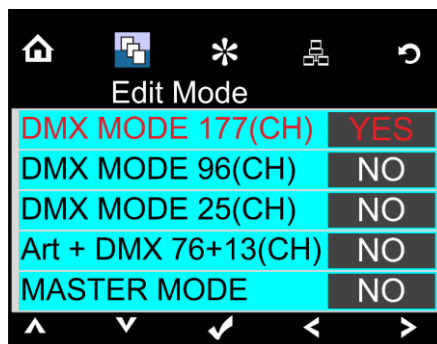 Edit Mode
DMX MODE 177(CH) YES
DMX MODE 96(CH) NO
DMX MODE 25(CH) NO
Art + DMX 76+13(CH) NO
MASTER MODE NO